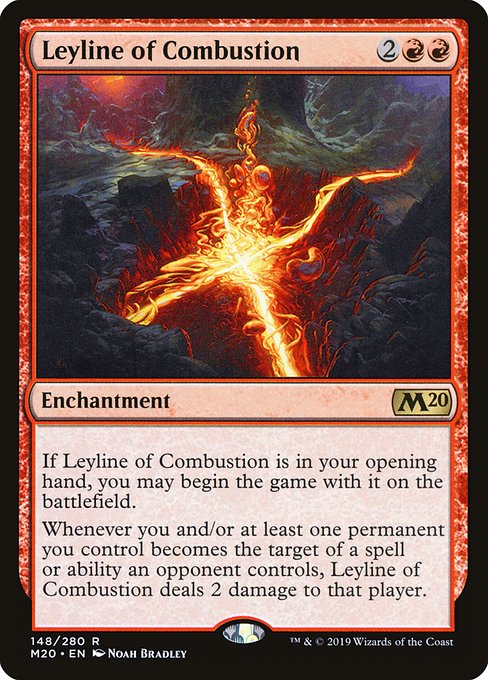 Leyline of Combustion 2
Enchantment M20
If Leyline of Combustion is in your opening
hand, you may begin the game with it on the
battlefield.
Whenever you and/or at least one permanent
you control becomes the target of a spell
or ability an opponent controls, Leyline of
Combustion deals 2 damage to that player.
148/280 R ™ & © 2019 Wizards of the Coast
M20 • EN Noah Bradley